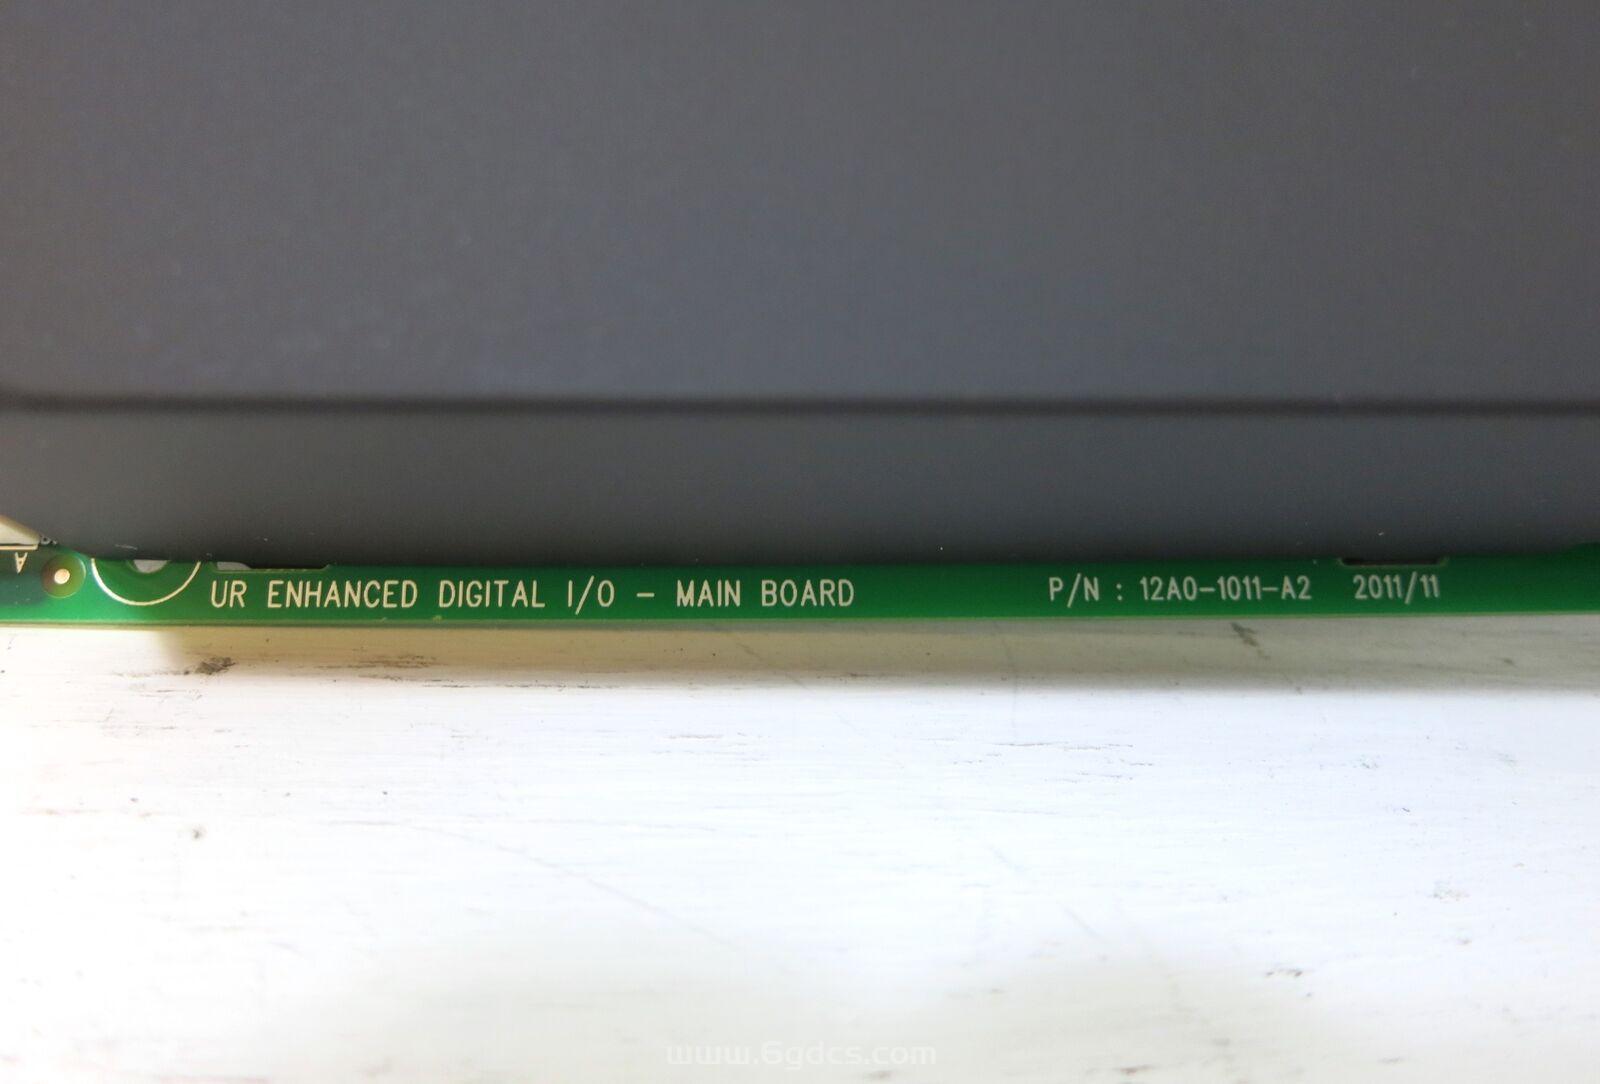 A
UR ENHANCED DIGITAL I/O - MAIN BOARD P/N : 12A0-1011-A2 2011/11
www.6gdcs.com